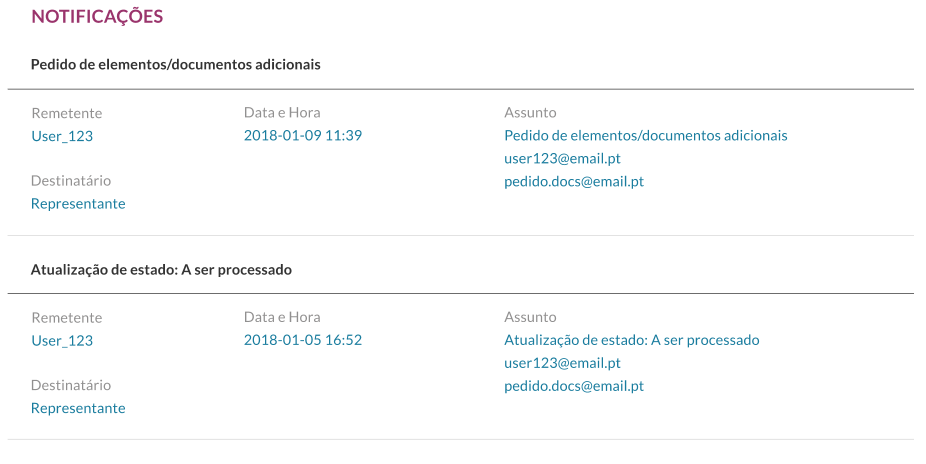 NOTIFICAÇÕES
Pedido de elementos/documentos adicionais
Remetente
User_123
Data e Hora
2018-01-09 11:39
Assunto
Pedido de elementos/documentos adicionais
user123@email.pt
pedido.docs@email.pt
Destinatário
Representante
Atualização de estado: A ser processado
Remetente
User_123
Data e Hora
2018-01-05 16:52
Assunto
Atualização de estado: A ser processado
user123@email.pt
pedido.docs@email.pt
Destinatário
Representante